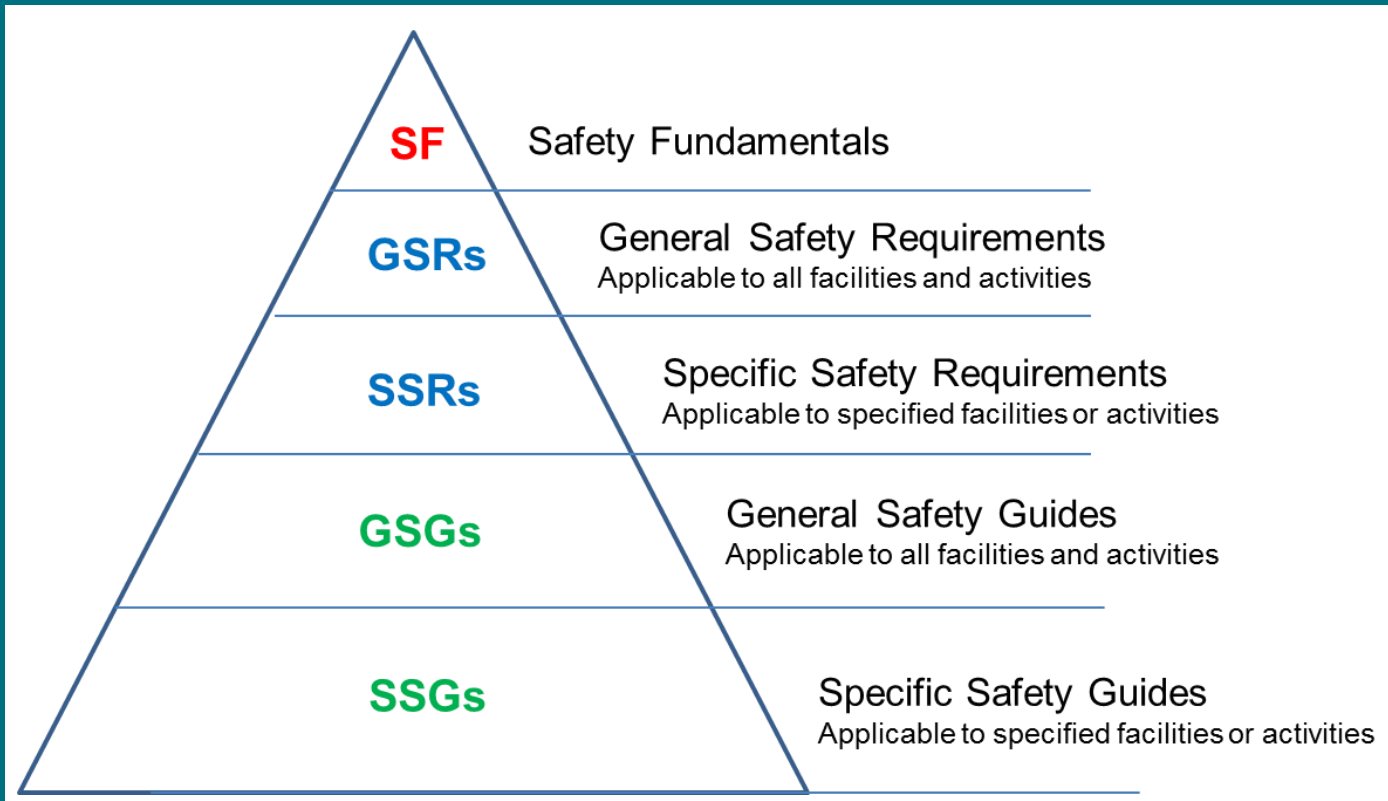 SF
Safety Fundamentals
GSRs
General Safety Requirements
Applicable to all facilities and activities
SSRs
Specific Safety Requirements
Applicable to specified facilities or activities
GSGs
General Safety Guides
Applicable to all facilities and activities
SSGs
Specific Safety Guides
Applicable to specified facilities or activities